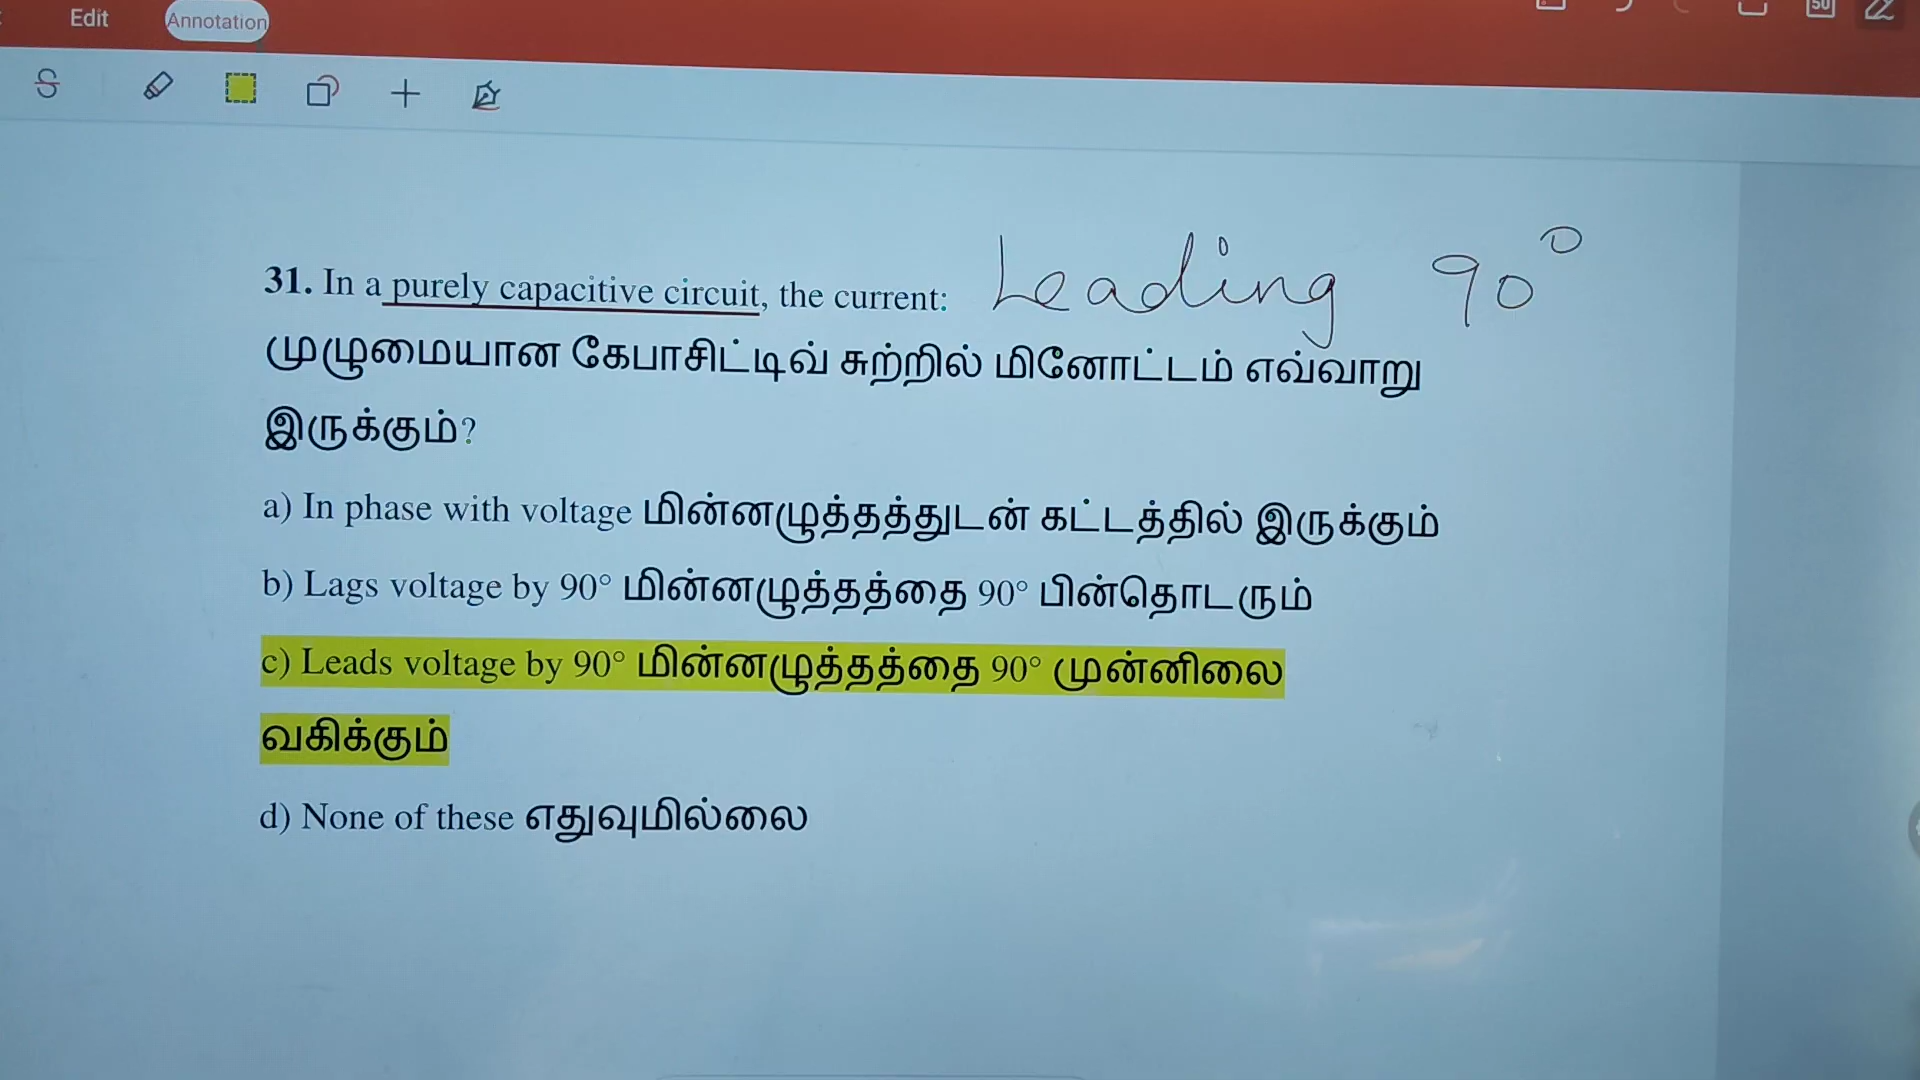 Edit Annotation
50
31. In a purely capacitive circuit, the current: Leading 90°
முழுமையான கேபாசிட்டிவ் சுற்றில் மினோட்டம் எவ்வாறு
இருக்கும்?
a) In phase with voltage மின்னழுத்தத்துடன் கட்டத்தில் இருக்கும்
b) Lags voltage by 90° மின்னழுத்தத்தை 90° பின்தொடரும்
c) Leads voltage by 90° மின்னழுத்தத்தை 90° முன்னிலை
வகிக்கும்
d) None of these எதுவுமில்லை